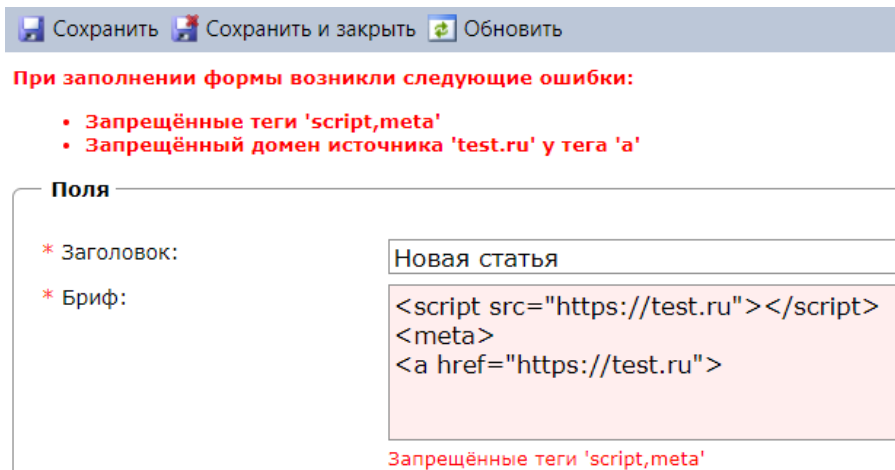 Сохранить Сохранить и закрыть Обновить
При заполнении формы возникли следующие ошибки:
• Запрещённые теги 'script,meta'
• Запрещённый домен источника 'test.ru' у тега 'a'
Поля
* Заголовок:
Новая статья
* Бриф:
<script src="https://test.ru"></script>
<meta>
<a href="https://test.ru">
Запрещённые теги 'script,meta'